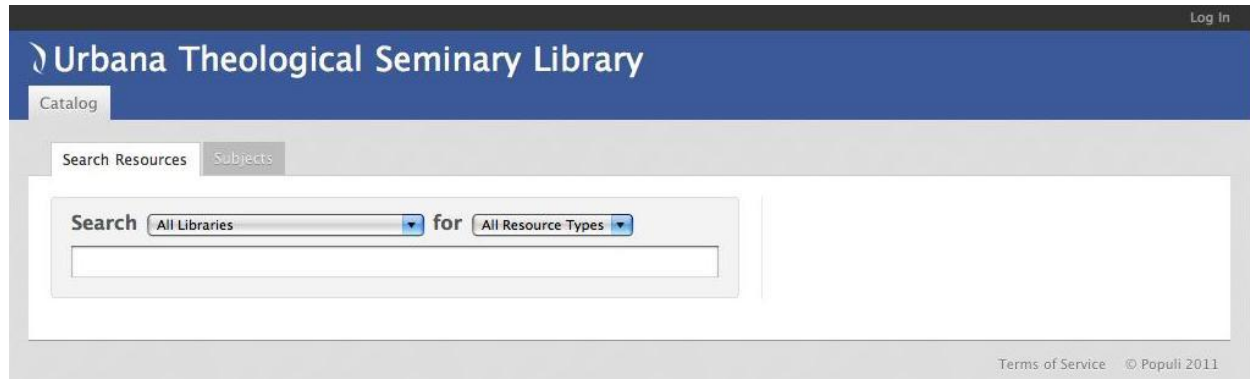 Log In
Urbana Theological Seminary Library
Catalog
Search Resources Subjects
Search All Libraries for All Resource Types
Terms of Service © Populi 2011